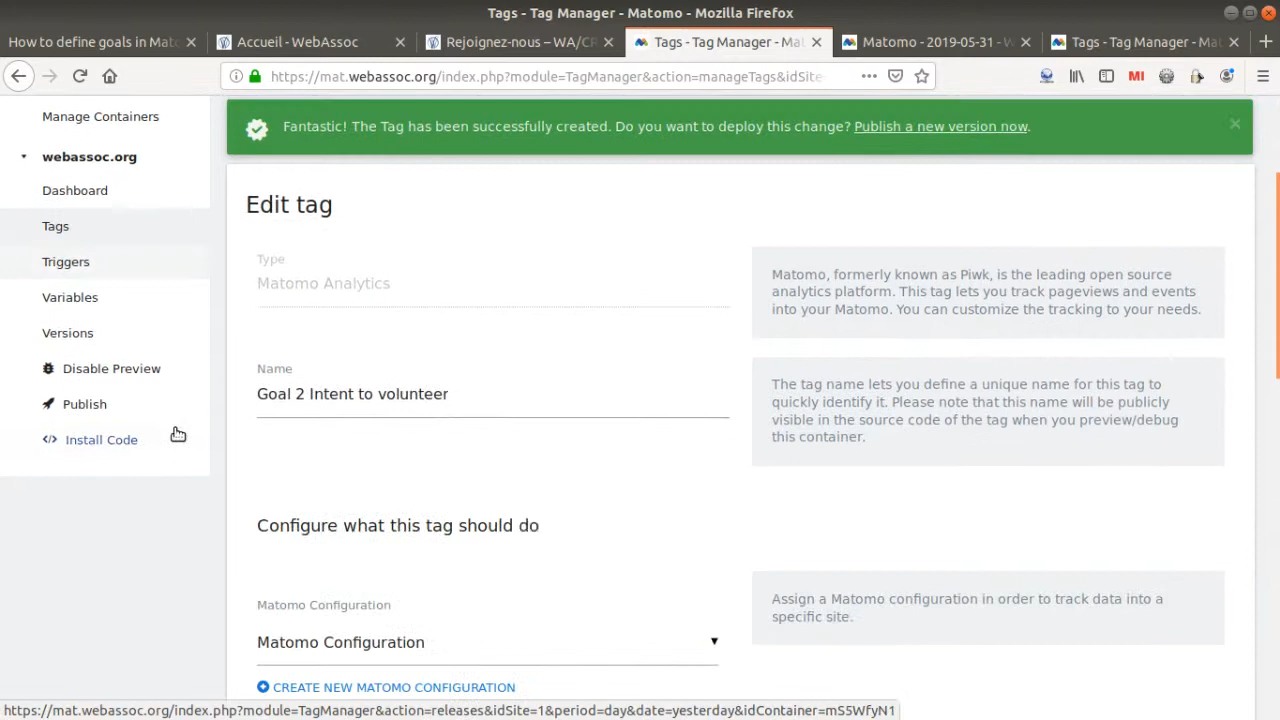 Tags - Tag Manager - Matomo - Mozilla Firefox
How to define goals in Mat
Accueil - WebAssoc
Rejoignez-nous – WA/CR
Tags - Tag Manager - Mat
Matomo - 2019-05-31 - W
Tags - Tag Manager - Mat
https://mat.webassoc.org/index.php?module=TagManager&action=manageTags&idSite=
MI
Manage Containers
webassoc.org
Dashboard
Tags
Triggers
Variables
Versions
Disable Preview
Publish
Install Code
Fantastic! The Tag has been successfully created. Do you want to deploy this change? Publish a new version now.
Edit tag
Type
Matomo Analytics
Matomo, formerly known as Piwk, is the leading open source
analytics platform. This tag lets you track pageviews and events
into your Matomo. You can customize the tracking to your needs.
Name
Goal 2 Intent to volunteer
The tag name lets you define a unique name for this tag to
quickly identify it. Please note that this name will be publicly
visible in the source code of the tag when you preview/debug
this container.
Configure what this tag should do
Matomo Configuration
Matomo Configuration
Assign a Matomo configuration in order to track data into a
specific site.
CREATE NEW MATOMO CONFIGURATION
https://mat.webassoc.org/index.php?module=TagManager&action=releases&idSite=1&period=day&date=yesterday&idContainer=mS5WfyN1